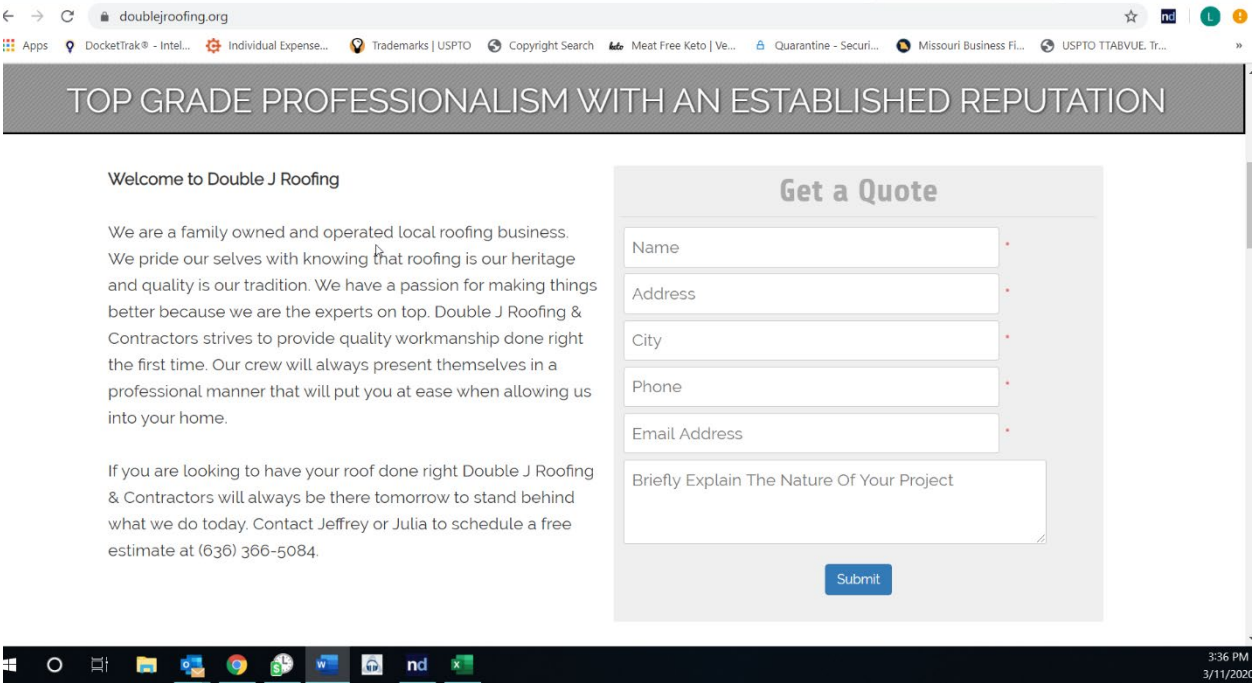 doublejroofing.org
nd
L
Apps
DocketTrak® - Intel...
Individual Expense...
Trademarks | USPTO
Copyright Search
keto Meat Free Keto | Ve...
Quarantine - Securi...
Missouri Business Fi...
USPTO TTABVUE. Tr...
»
TOP GRADE PROFESSIONALISM WITH AN ESTABLISHED REPUTATION
Welcome to Double J Roofing
We are a family owned and operated local roofing business.
We pride our selves with knowing that roofing is our heritage
and quality is our tradition. We have a passion for making things
better because we are the experts on top. Double J Roofing &
Contractors strives to provide quality workmanship done right
the first time. Our crew will always present themselves in a
professional manner that will put you at ease when allowing us
into your home.
If you are looking to have your roof done right Double J Roofing
& Contractors will always be there tomorrow to stand behind
what we do today. Contact Jeffrey or Julia to schedule a free
estimate at (636) 366-5084.
Get a Quote
Name *
Address *
City *
Phone *
Email Address *
Briefly Explain The Nature Of Your Project
Submit
nd
3:36 PM
3/11/2020